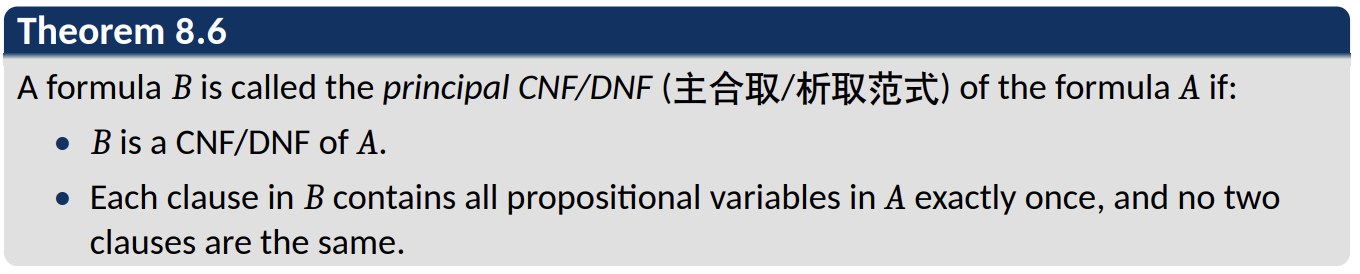 Theorem 8.6
A formula B is called the principal CNF/DNF (主合取/析取范式) of the formula A if:
• B is a CNF/DNF of A.
• Each clause in B contains all propositional variables in A exactly once, and no two
clauses are the same.